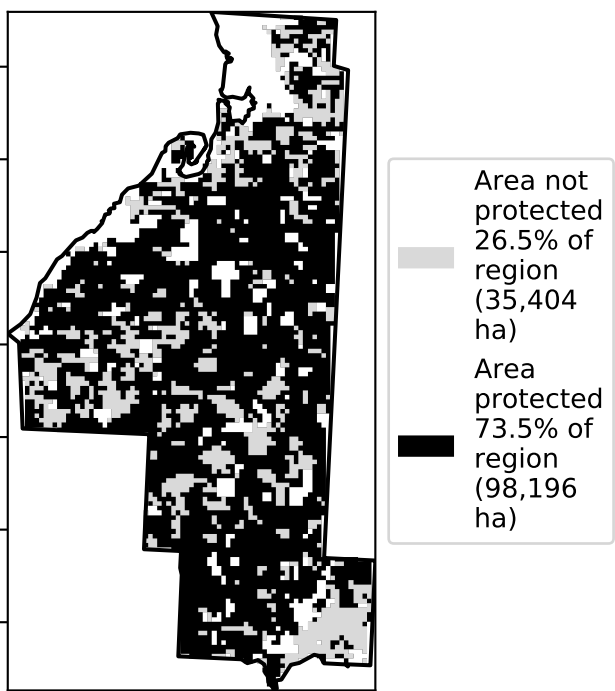 Area not
protected
26.5% of
region
(35,404
ha)
Area
protected
73.5% of
region
(98,196
ha)